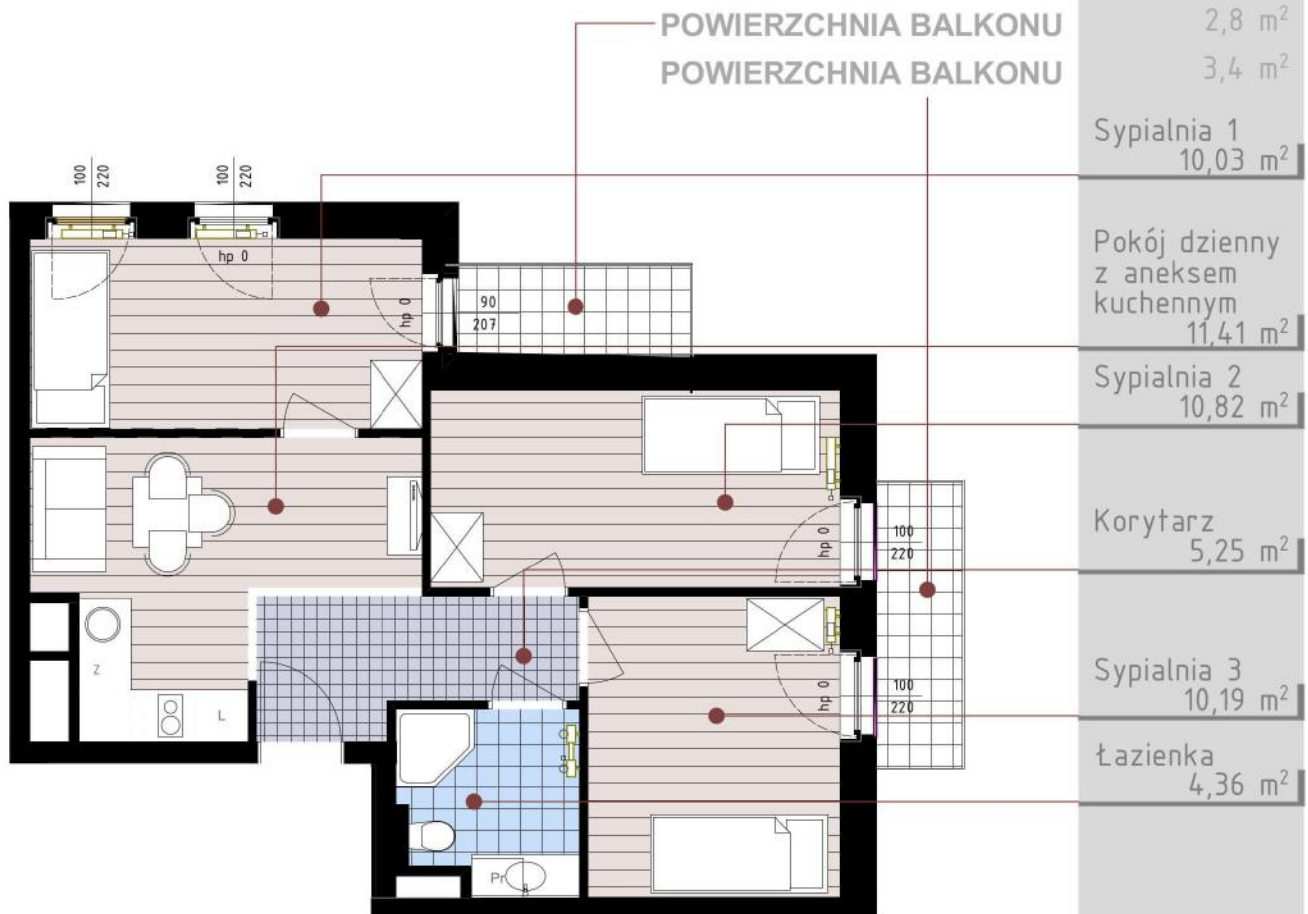 POWIERZCHNIA BALKONU 2,8 m²
POWIERZCHNIA BALKONU 3,4 m²
Sypialnia 1
10,03 m²
Pokój dzienny
z aneksem
kuchennym
11,41 m²
Sypialnia 2
10,82 m²
Korytarz
5,25 m²
Sypialnia 3
10,19 m²
Łazienka
4,36 m²
100
220
100
220
hp 0
hp 0
90
207
hp 0
100
220
hp 0
100
220
Z
L
Pr